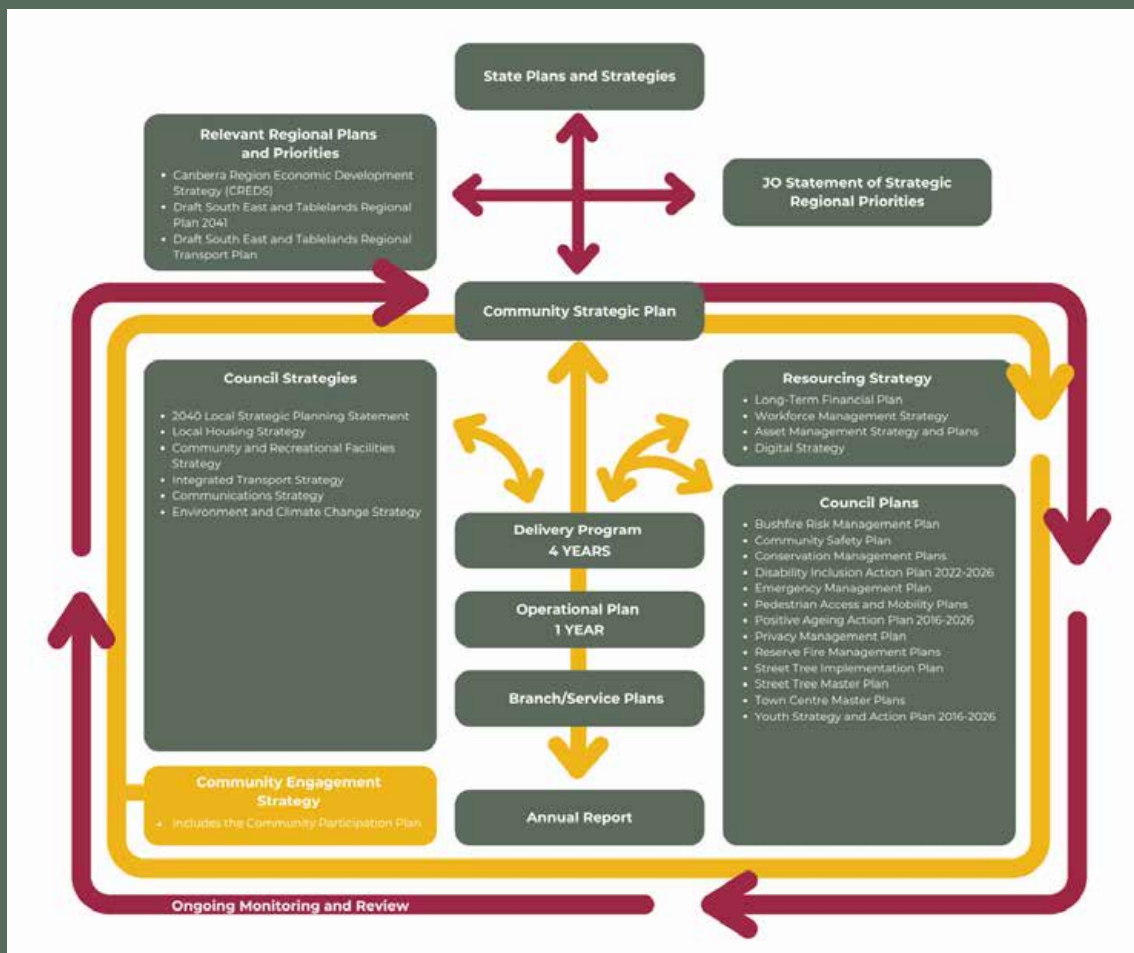 State Plans and Strategies
Relevant Regional Plans
and Priorities
• Canberra Region Economic Development
Strategy (CREDS)
• Draft South East and Tablelands Regional
Plan 2041
• Draft South East and Tablelands Regional
Transport Plan
JO Statement of Strategic
Regional Priorities
Community Strategic Plan
Council Strategies
• 2040 Local Strategic Planning Statement
• Local Housing Strategy
• Community and Recreational Facilities
Strategy
• Integrated Transport Strategy
• Communications Strategy
• Environment and Climate Change Strategy
Resourcing Strategy
• Long-Term Financial Plan
• Workforce Management Strategy
• Asset Management Strategy and Plans
• Digital Strategy
Delivery Program
4 YEARS
Operational Plan
1 YEAR
Branch/Service Plans
Annual Report
Council Plans
• Bushfire Risk Management Plan
• Community Safety Plan
• Conservation Management Plans
• Disability Inclusion Action Plan 2022-2026
• Emergency Management Plan
• Pedestrian Access and Mobility Plans
• Positive Ageing Action Plan 2016-2026
• Privacy Management Plan
• Reserve Fire Management Plans
• Street Tree Implementation Plan
• Street Tree Master Plan
• Town Centre Master Plans
• Youth Strategy and Action Plan 2016-2026
Community Engagement
Strategy
• Includes the Community Participation Plan
Ongoing Monitoring and Review